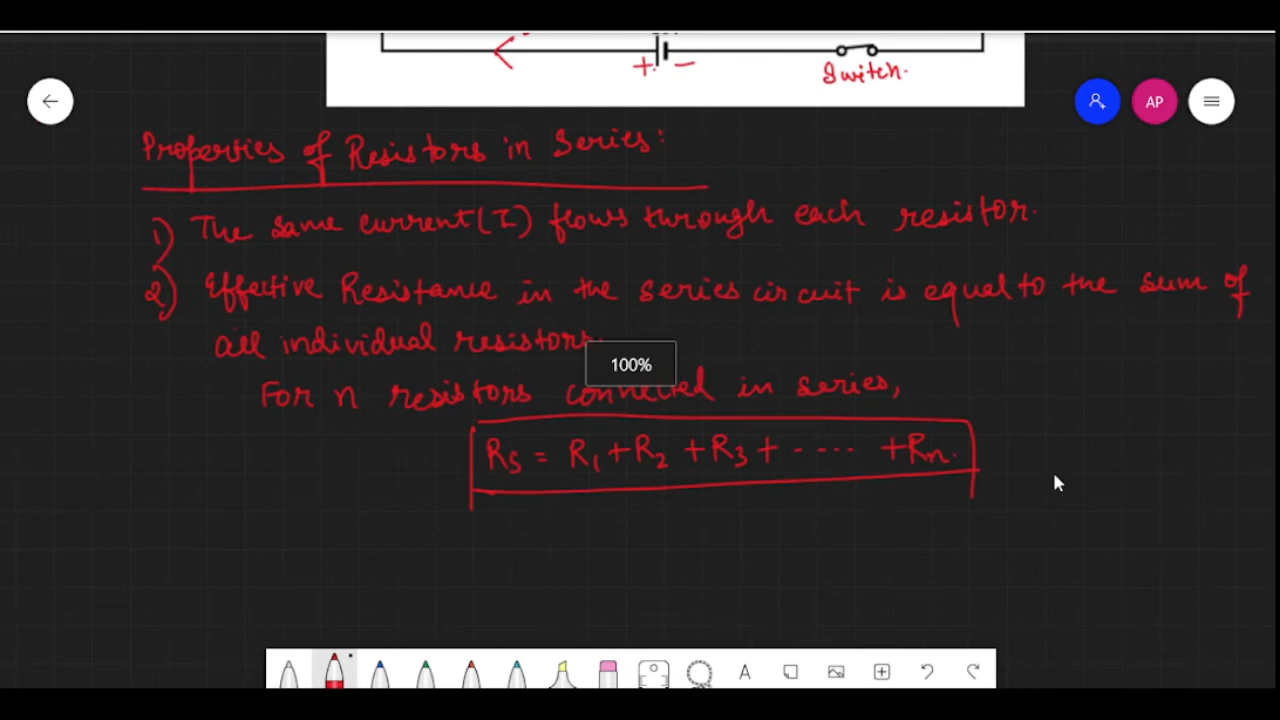 + -
Switch.
AP
Properties of Resistors in Series:
1) The same current (I) flows through each resistor.
2) Effective Resistance in the series circuit is equal to the sum of
all individual resistors.
100%
For n resistors connected in series,
Rs = R1 + R2 + R3 + ..... + Rn.
A